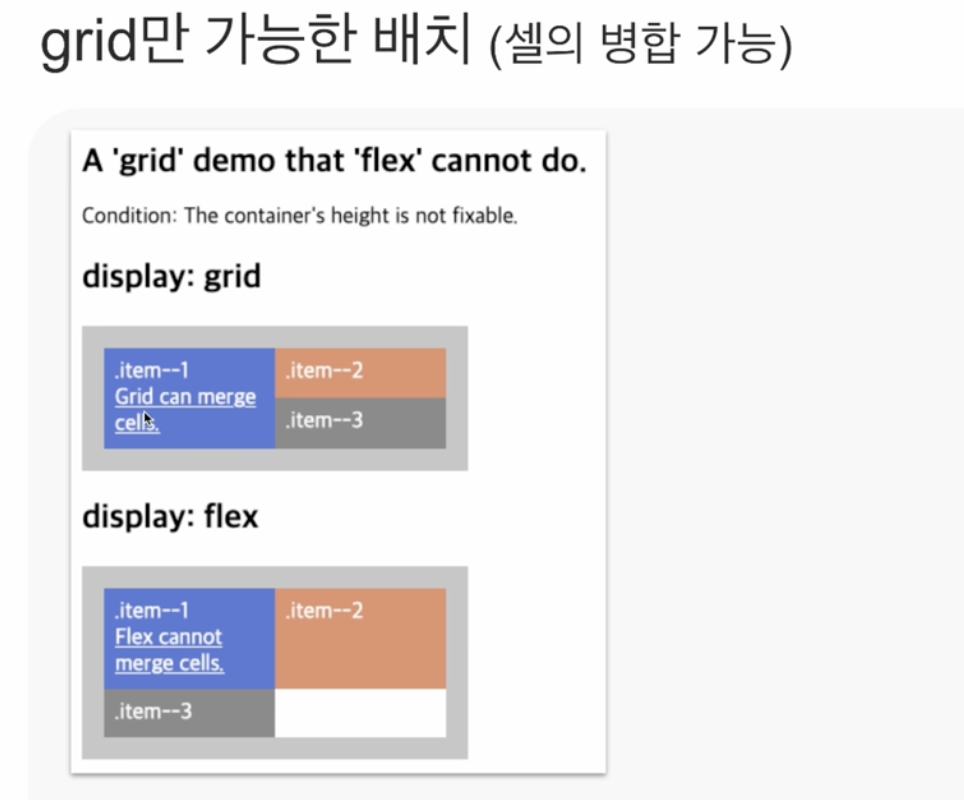 grid만 가능한 배치 (셀의 병합 가능)
A 'grid' demo that 'flex' cannot do.
Condition: The container's height is not fixable.
display: grid
.item--1
Grid can merge
cells.
.item--2
.item--3
display: flex
.item--1
Flex cannot
merge cells.
.item--2
.item--3